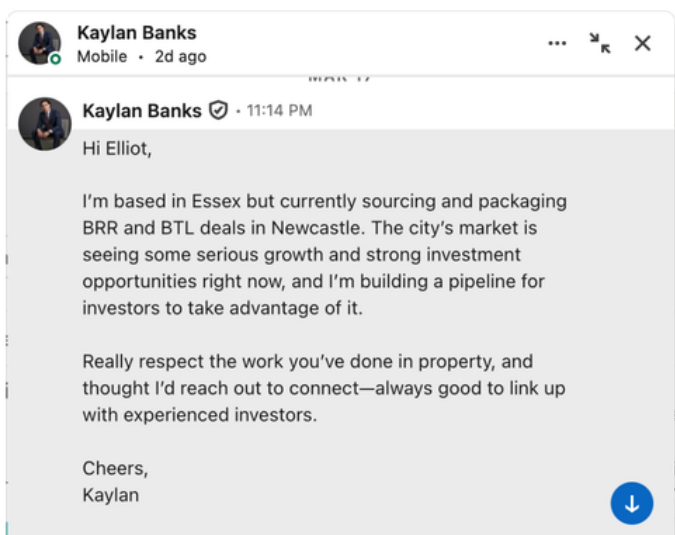 Kaylan Banks
Mobile • 2d ago
Kaylan Banks · 11:14 PM
Hi Elliot,
I’m based in Essex but currently sourcing and packaging
BRR and BTL deals in Newcastle. The city’s market is
seeing some serious growth and strong investment
opportunities right now, and I’m building a pipeline for
investors to take advantage of it.
Really respect the work you’ve done in property, and
thought I’d reach out to connect—always good to link up
with experienced investors.
Cheers,
Kaylan